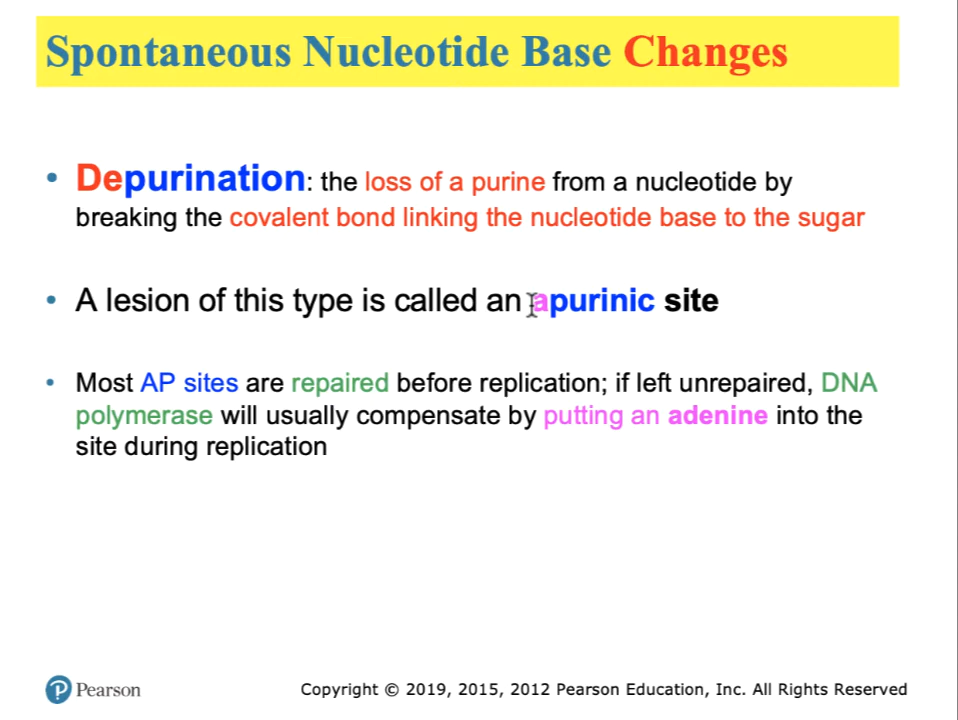 Spontaneous Nucleotide Base Changes
• Depurination: the loss of a purine from a nucleotide by
breaking the covalent bond linking the nucleotide base to the sugar
• A lesion of this type is called an apurinic site
• Most AP sites are repaired before replication; if left unrepaired, DNA
polymerase will usually compensate by putting an adenine into the
site during replication
P Pearson
Copyright © 2019, 2015, 2012 Pearson Education, Inc. All Rights Reserved